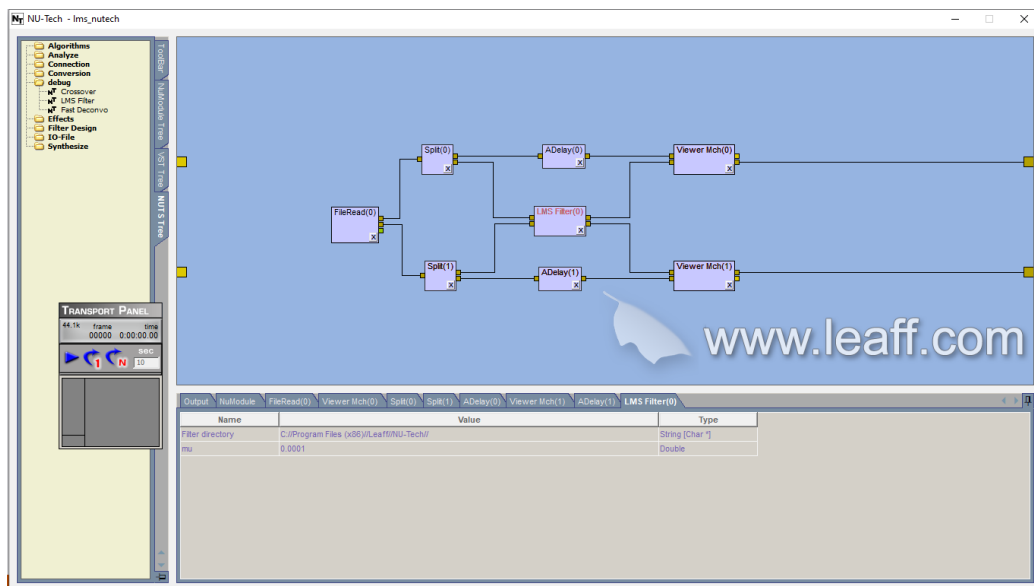 NU-Tech - lms_nutech
Algorithms
Analyze
Connection
Conversion
debug
Crossover
LMS Filter
Fast Deconvo
Effects
Filter Design
IO-File
Synthesize
ToolBar
NuModule Tree
VST Tree
NUTS Tree
TRANSPORT PANEL
44.1k frame time
00000 0:00:00.00
sec
1 N 10
Split(0)
X
ADelay(0)
X
Viewer Mch(0)
X
FileRead(0)
X
LMS Filter(0)
X
Split(1)
X
ADelay(1)
X
Viewer Mch(1)
X
www.leaff.com
Output NuModule FileRead(0) Viewer Mch(0) Split(0) Split(1) ADelay(0) Viewer Mch(1) ADelay(1) LMS Filter(0)
Name Value Type
Filter directory C://Program Files (x86)//Leaff//NU-Tech// String [Char *]
mu 0.0001 Double